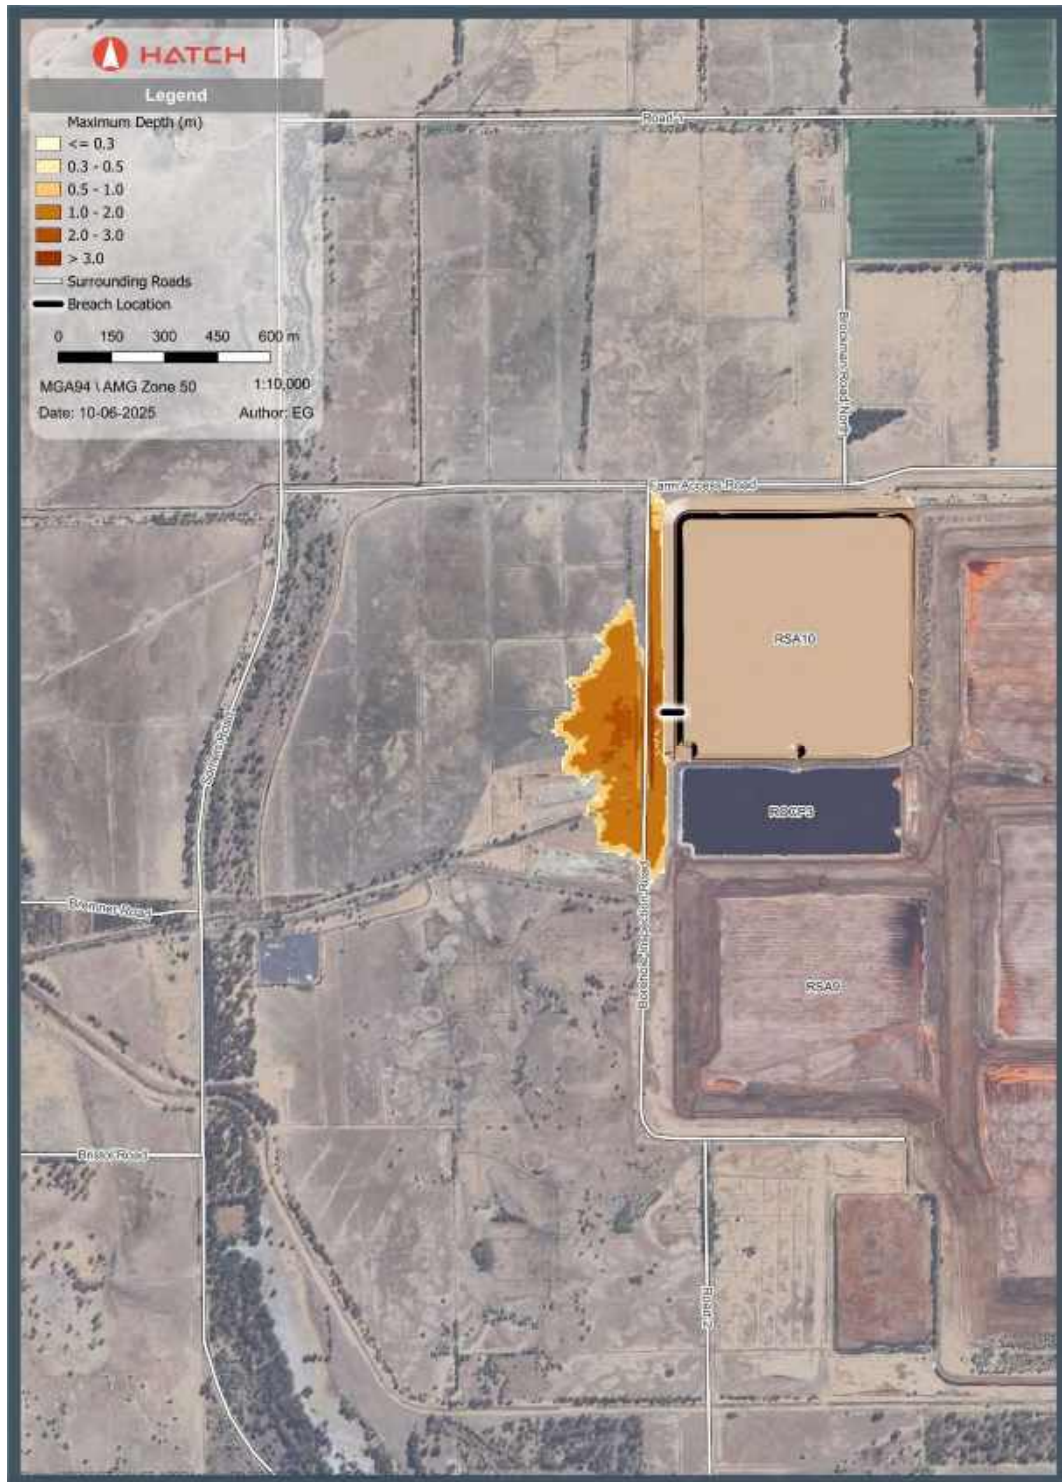 HATCH
Legend
Maximum Depth (m)
<= 0.3
0.3 - 0.5
0.5 - 1.0
1.0 - 2.0
2.0 - 3.0
> 3.0
Surrounding Roads
Breach Location
0 150 300 450 600 m
MGA94 \ AMG Zone 50 1:10,000
Date: 10-06-2025 Author: EG
Road 1
Brockman Road North
Farm Access Road
RSA10
ROCP3
Bremner Road
RSA9
Bristol Road
Road 2